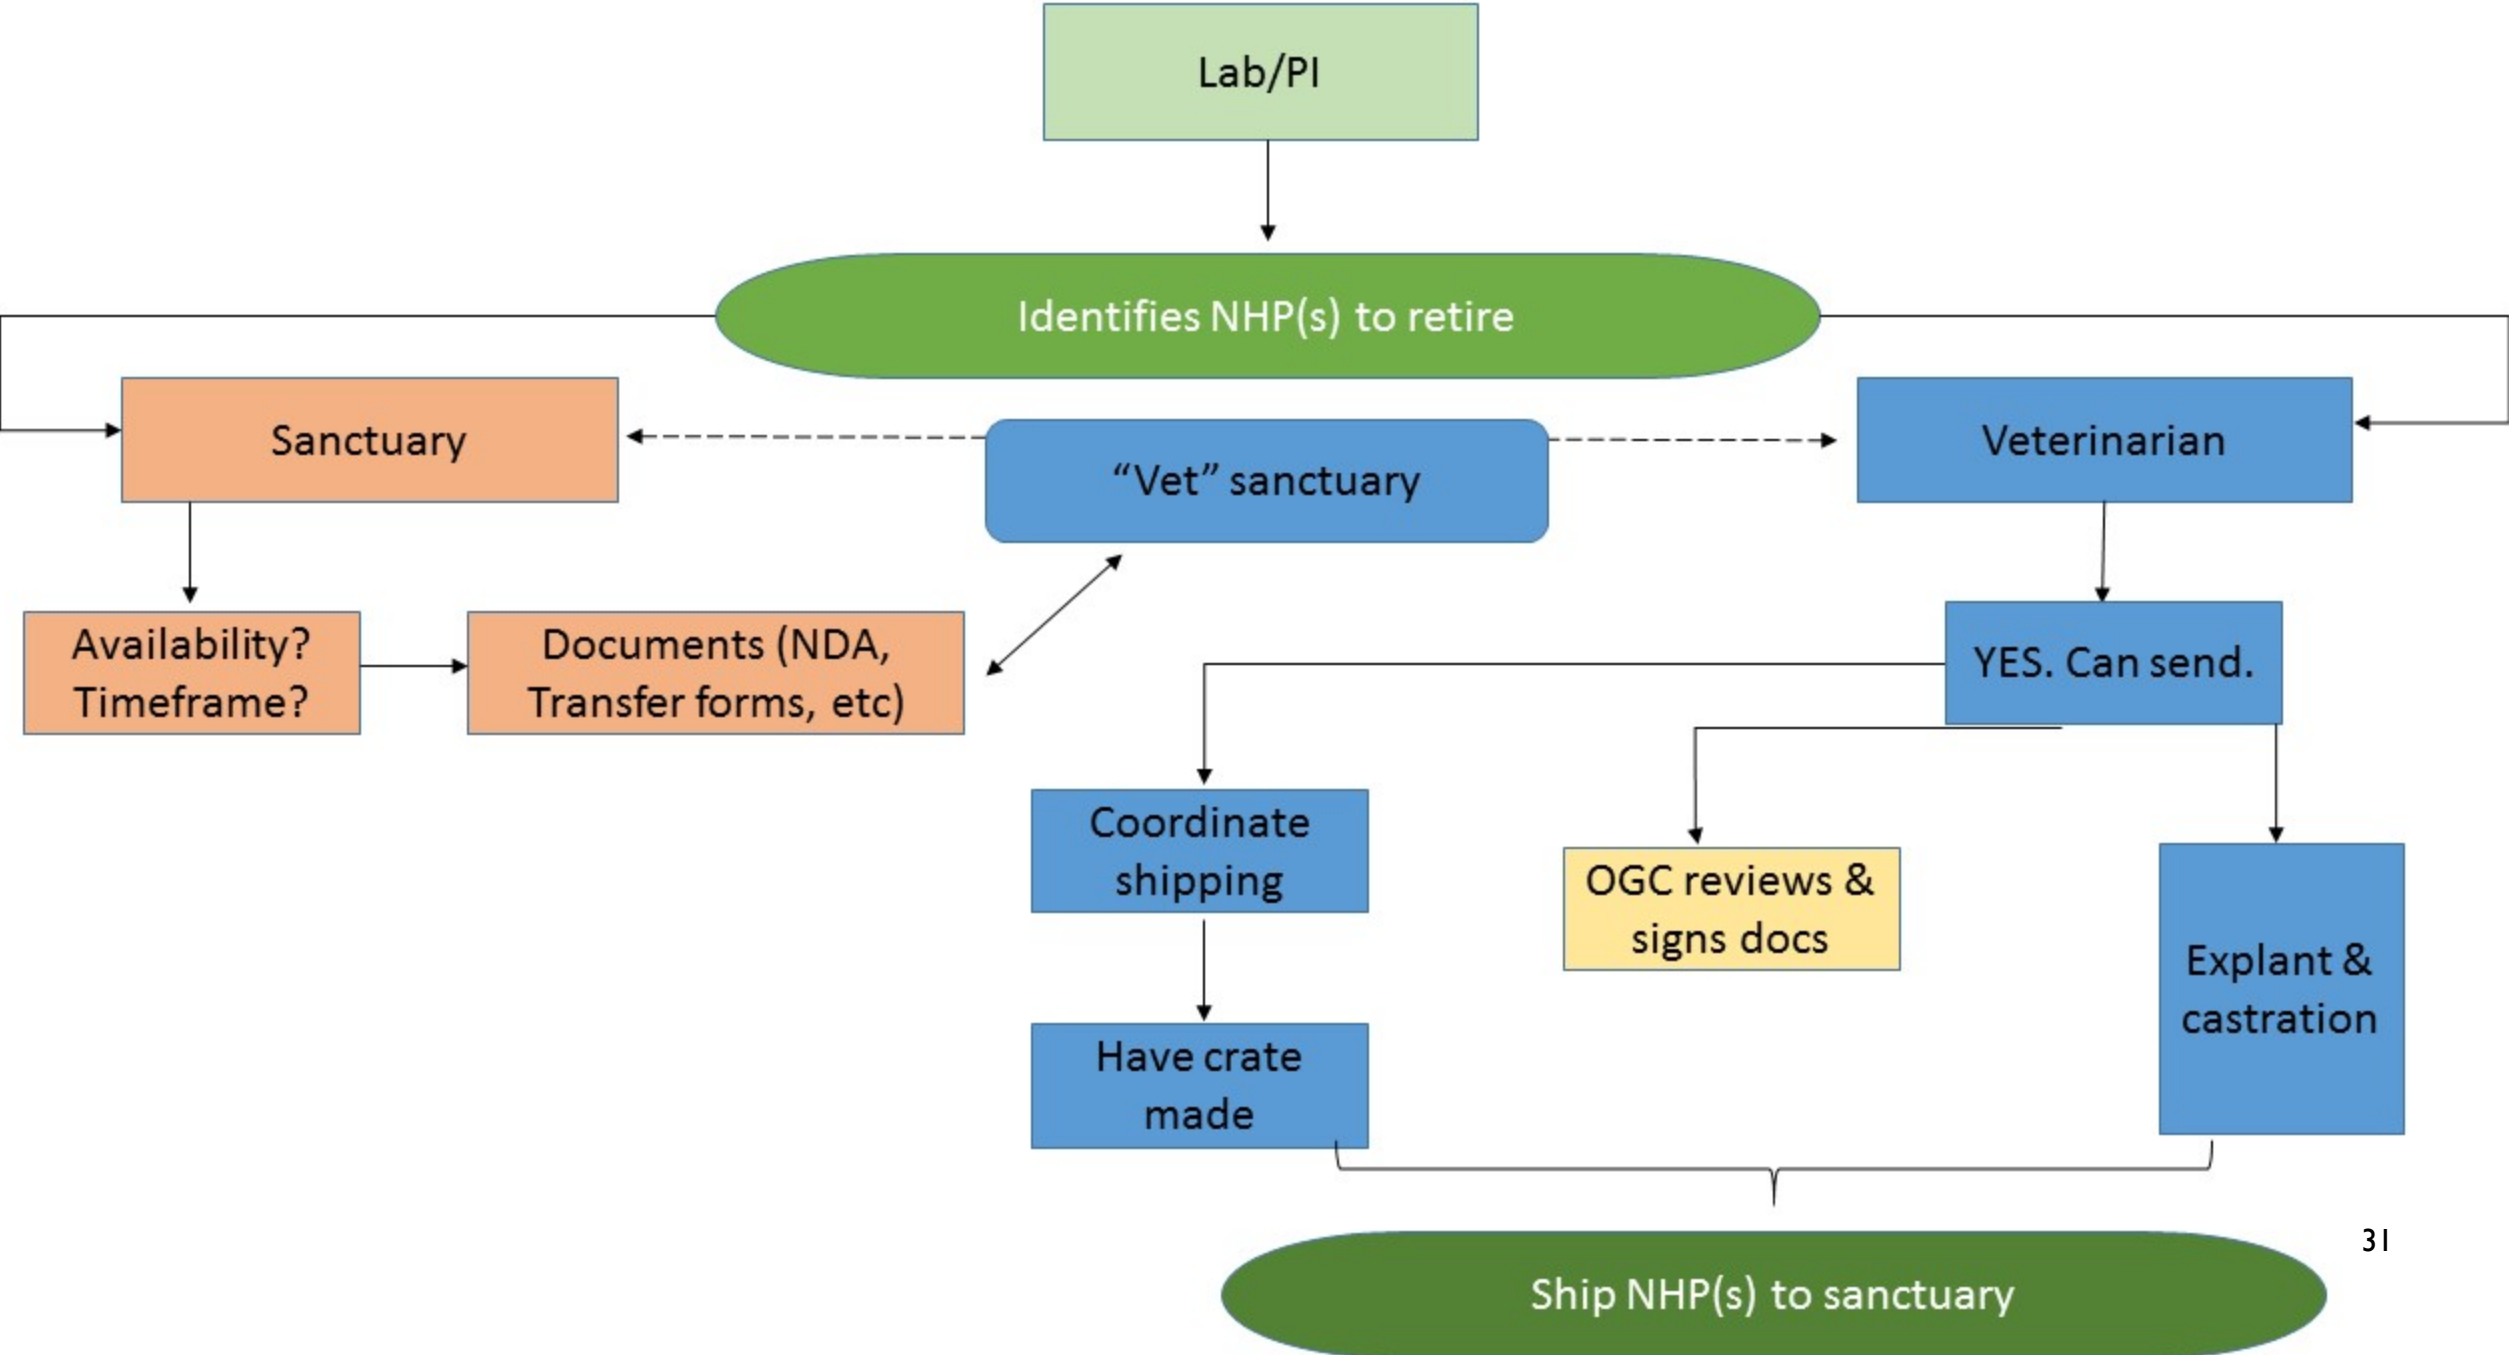 Lab/PI
Identifies NHP(s) to retire
Sanctuary
“Vet” sanctuary
Veterinarian
Availability?
Timeframe?
Documents (NDA,
Transfer forms, etc)
YES. Can send.
Coordinate
shipping
OGC reviews &
signs docs
Explant &
castration
Have crate
made
31
Ship NHP(s) to sanctuary